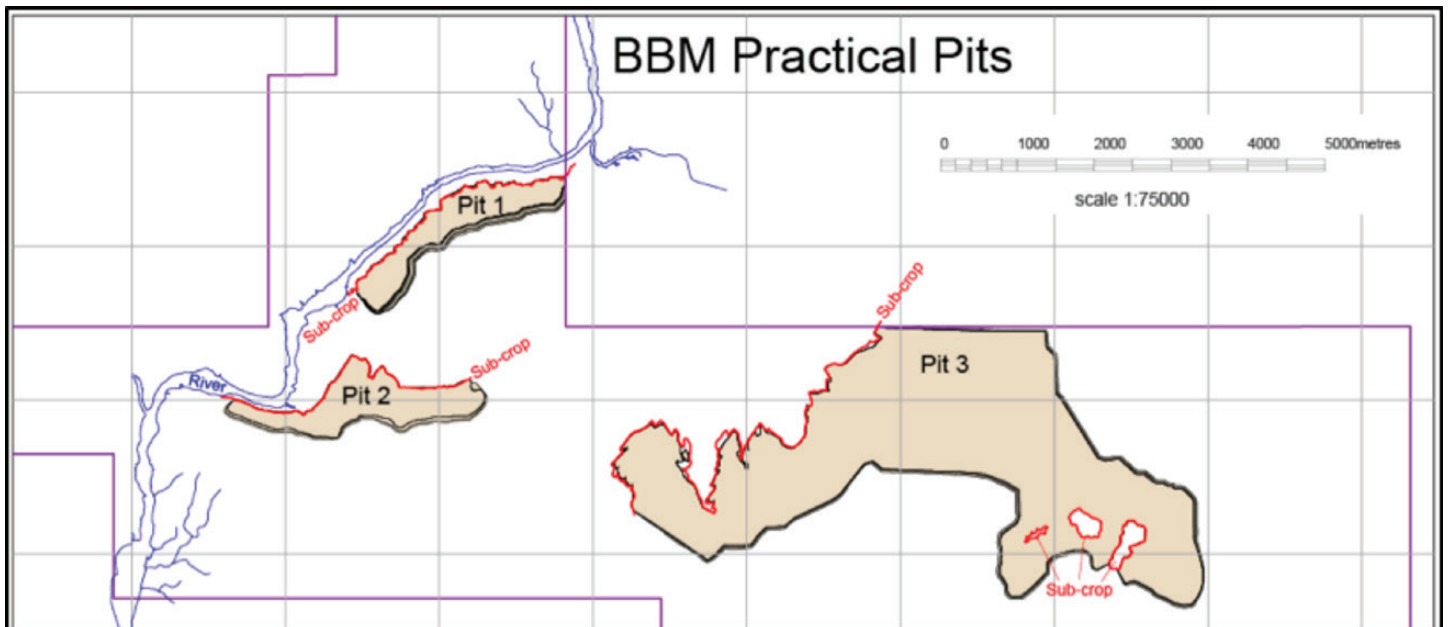 BBM Practical Pits
0 1000 2000 3000 4000 5000metres
scale 1:75000
Pit 1
Sub-crop
Sub-crop
Sub-crop
River
Pit 2
Pit 3
Sub-crop